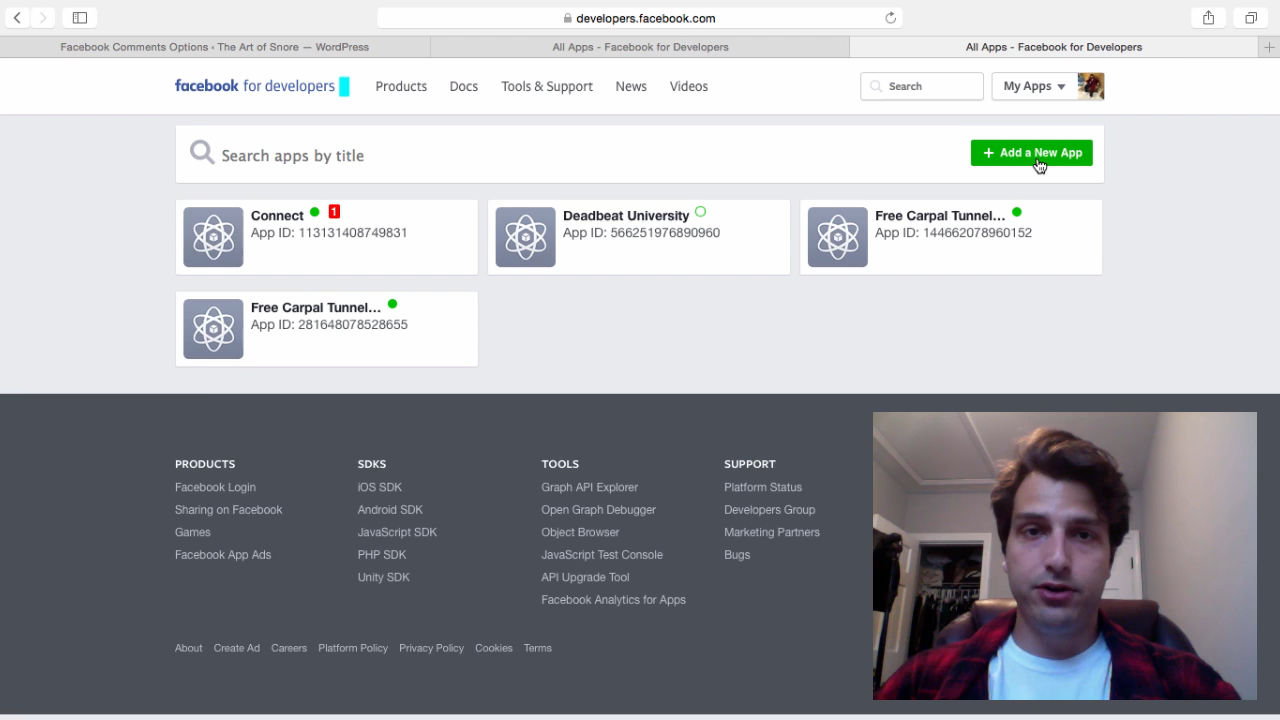 developers.facebook.com
Facebook Comments Options ‹ The Art of Snore — WordPress
All Apps - Facebook for Developers
All Apps - Facebook for Developers
facebook for developers
Products
Docs
Tools & Support
News
Videos
Search
My Apps
Search apps by title
+ Add a New App
Connect
1
App ID: 113131408749831
Deadbeat University
App ID: 566251976890960
Free Carpal Tunnel...
App ID: 144662078960152
Free Carpal Tunnel...
App ID: 281648078528655
PRODUCTS
Facebook Login
Sharing on Facebook
Games
Facebook App Ads
SDKS
iOS SDK
Android SDK
JavaScript SDK
PHP SDK
Unity SDK
TOOLS
Graph API Explorer
Open Graph Debugger
Object Browser
JavaScript Test Console
API Upgrade Tool
Facebook Analytics for Apps
SUPPORT
Platform Status
Developers Group
Marketing Partners
Bugs
About
Create Ad
Careers
Platform Policy
Privacy Policy
Cookies
Terms